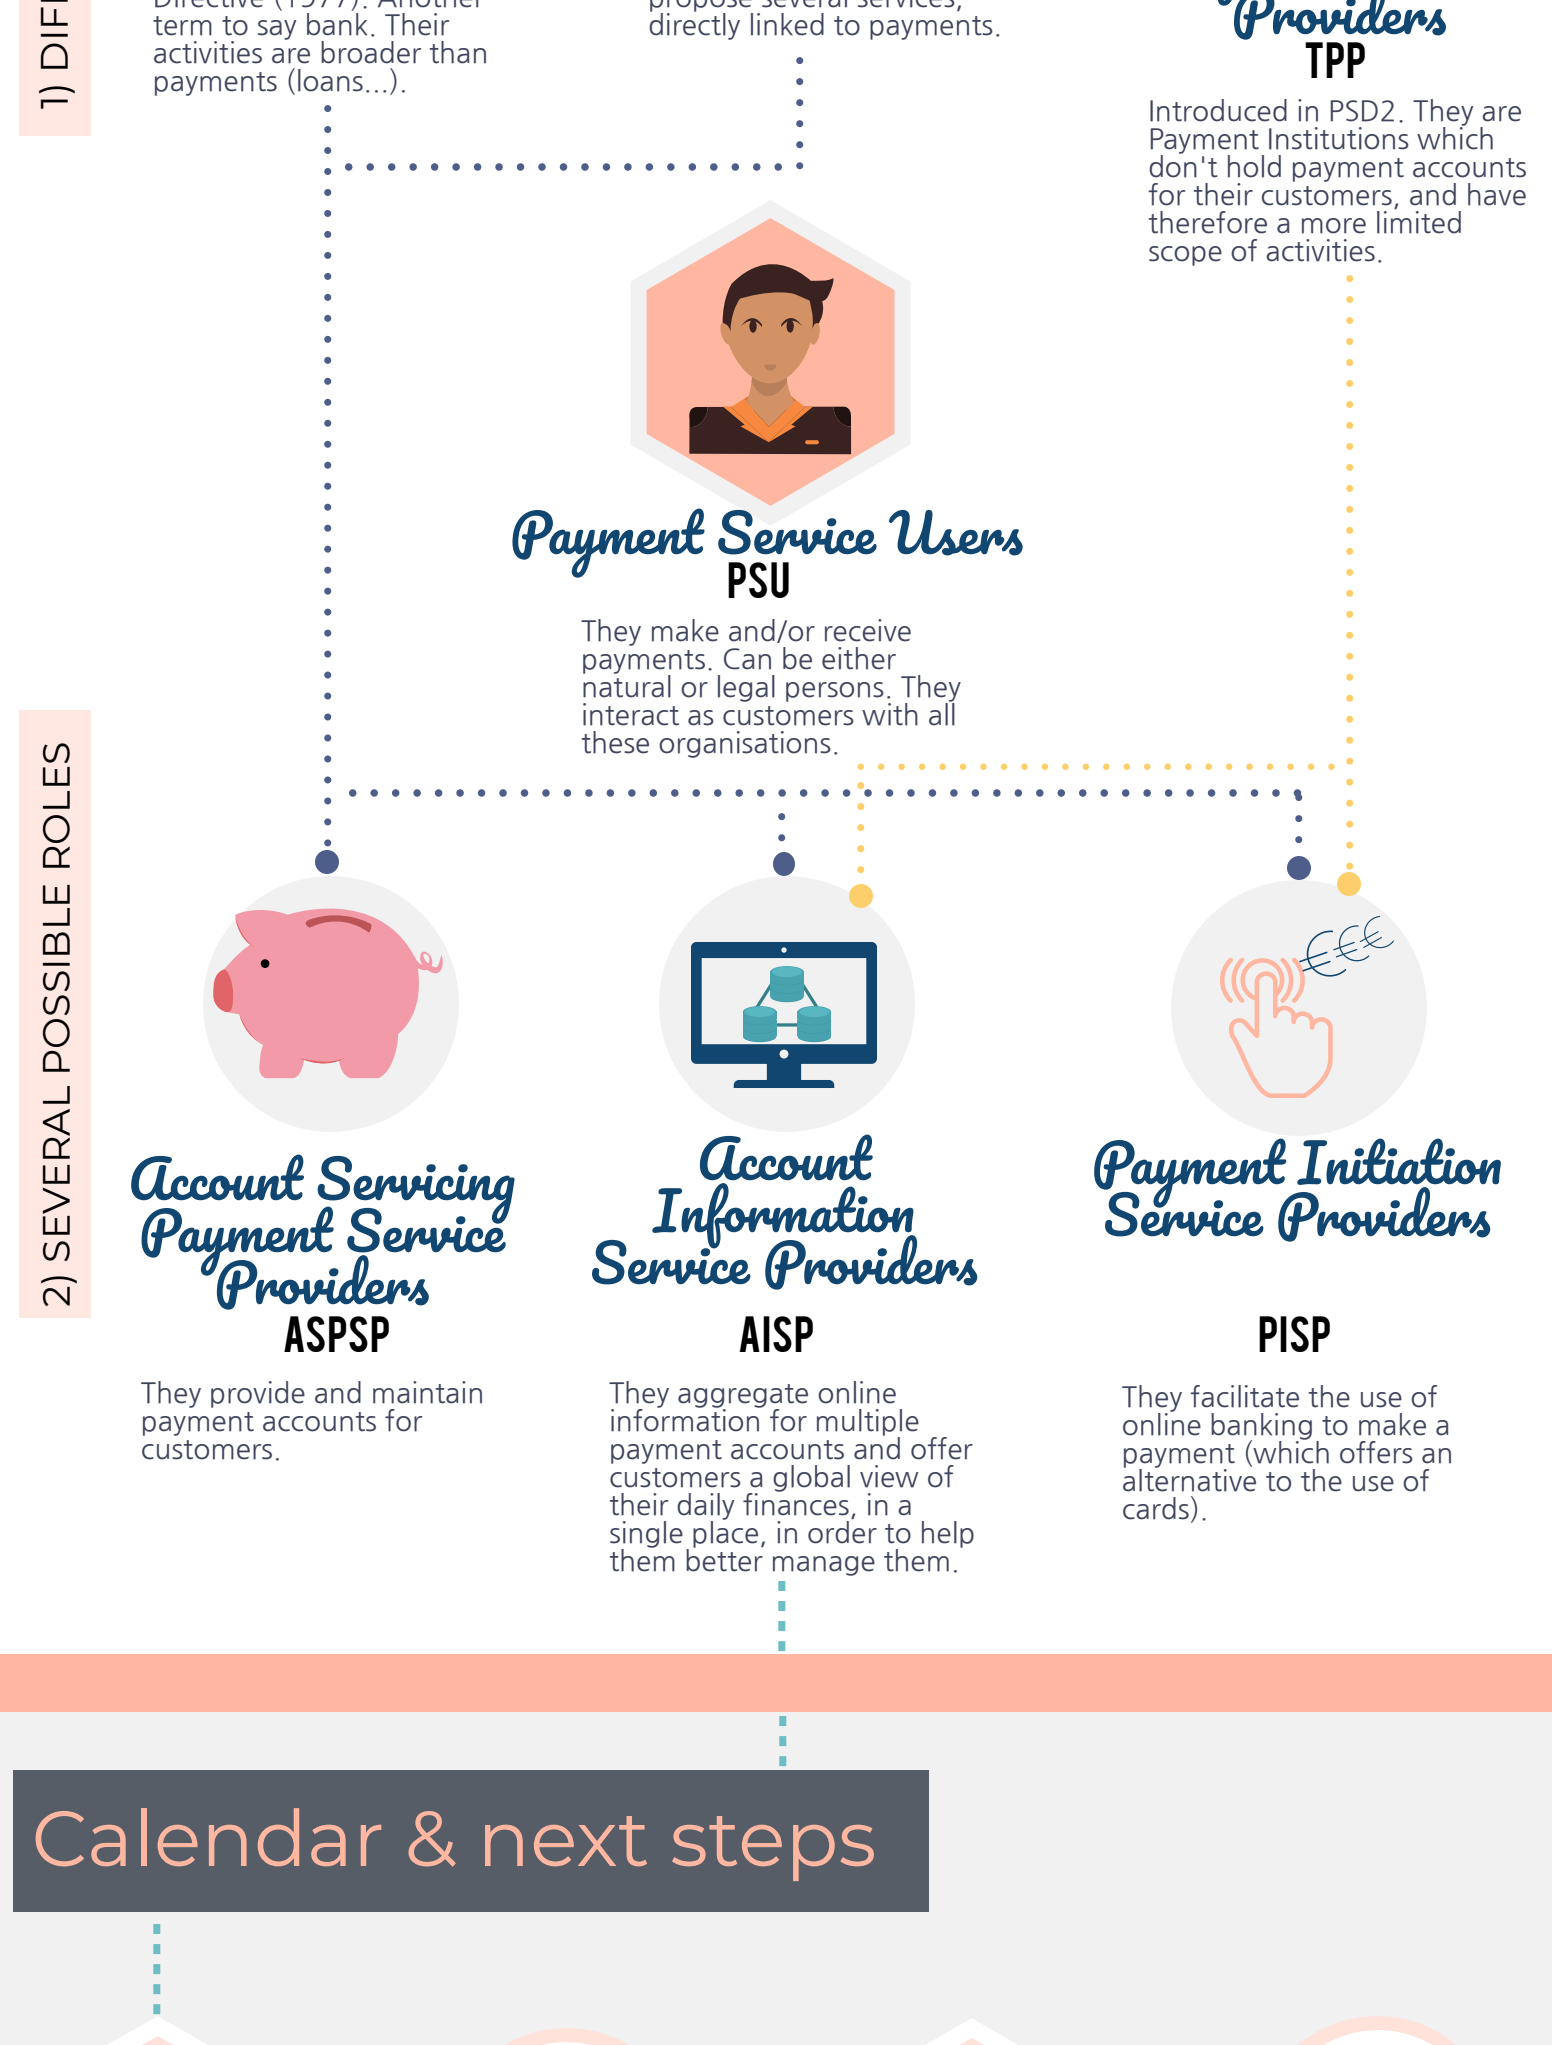 1) DIFF
Directive (1977). Another
term to say bank. Their
activities are broader than
payments (loans...).
propose several services,
directly linked to payments.
Providers
TPP
Introduced in PSD2. They are
Payment Institutions which
don't hold payment accounts
for their customers, and have
therefore a more limited
scope of activities.
Payment Service Users
PSU
They make and/or receive
payments. Can be either
natural or legal persons. They
interact as customers with all
these organisations.
2) SEVERAL POSSIBLE ROLES
Account Servicing
Payment Service
Providers
ASPSP
They provide and maintain
payment accounts for
customers.
Account
Information
Service Providers
AISP
They aggregate online
information for multiple
payment accounts and offer
customers a global view of
their daily finances, in a
single place, in order to help
them better manage them.
€€€
Payment Initiation
Service Providers
PISP
They facilitate the use of
online banking to make a
payment (which offers an
alternative to the use of
cards).
Calendar & next steps